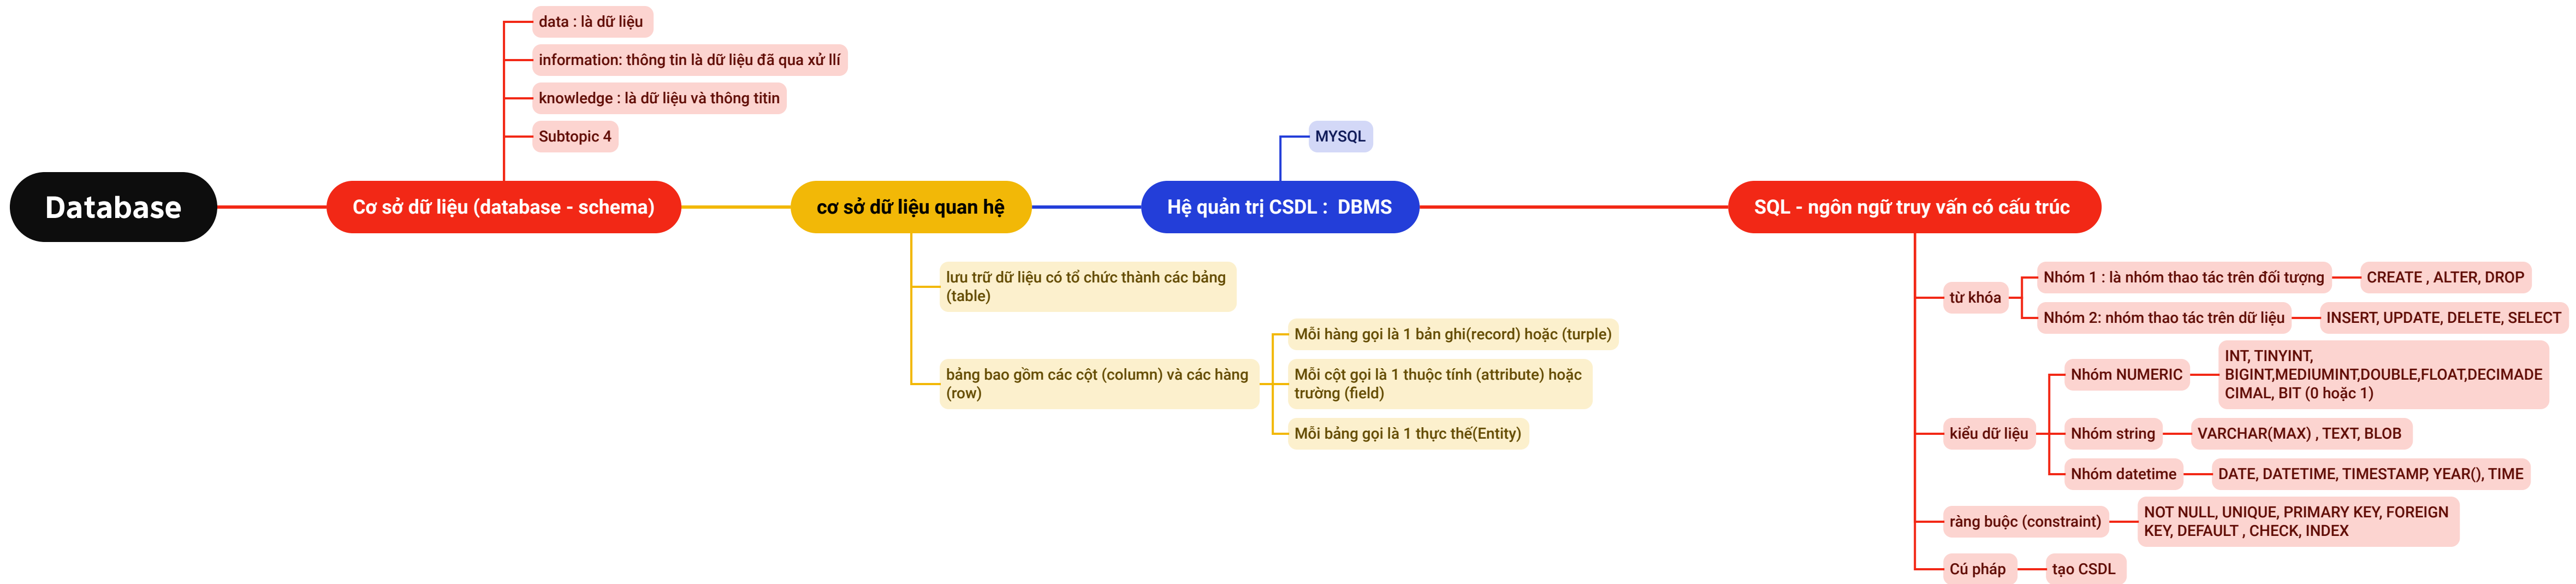 Database
Cơ sở dữ liệu (database - schema)
data : là dữ liệu
information: thông tin là dữ liệu đã qua xử llí
knowledge : là dữ liệu và thông titin
Subtopic 4
cơ sở dữ liệu quan hệ
lưu trữ dữ liệu có tổ chức thành các bảng
(table)
bảng bao gồm các cột (column) và các hàng
(row)
Mỗi hàng gọi là 1 bản ghi(record) hoặc (turple)
Mỗi cột gọi là 1 thuộc tính (attribute) hoặc
trường (field)
Mỗi bảng gọi là 1 thực thế(Entity)
Hệ quản trị CSDL : DBMS
MYSQL
SQL - ngôn ngữ truy vấn có cấu trúc
từ khóa
Nhóm 1 : là nhóm thao tác trên đối tượng
CREATE , ALTER, DROP
Nhóm 2: nhóm thao tác trên dữ liệu
INSERT, UPDATE, DELETE, SELECT
kiểu dữ liệu
Nhóm NUMERIC
INT, TINYINT,
BIGINT,MEDIUMINT,DOUBLE,FLOAT,DECIMADE
CIMAL, BIT (0 hoặc 1)
Nhóm string
VARCHAR(MAX) , TEXT, BLOB
Nhóm datetime
DATE, DATETIME, TIMESTAMP, YEAR(), TIME
ràng buộc (constraint)
NOT NULL, UNIQUE, PRIMARY KEY, FOREIGN
KEY, DEFAULT , CHECK, INDEX
Cú pháp
tạo CSDL